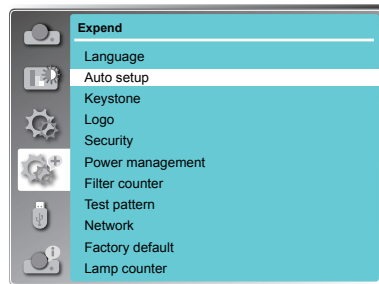 Expend
Language
Auto setup
Keystone
Logo
Security
Power management
Filter counter
Test pattern
Network
Factory default
Lamp counter